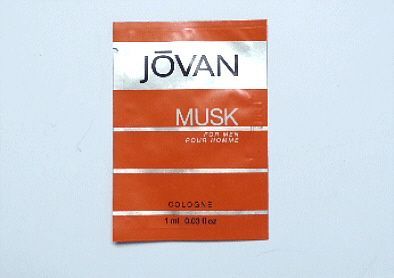 JŌVAN
MUSK
FOR MEN
POUR HOMME
COLOGNE
1 ml 0.03 fl oz